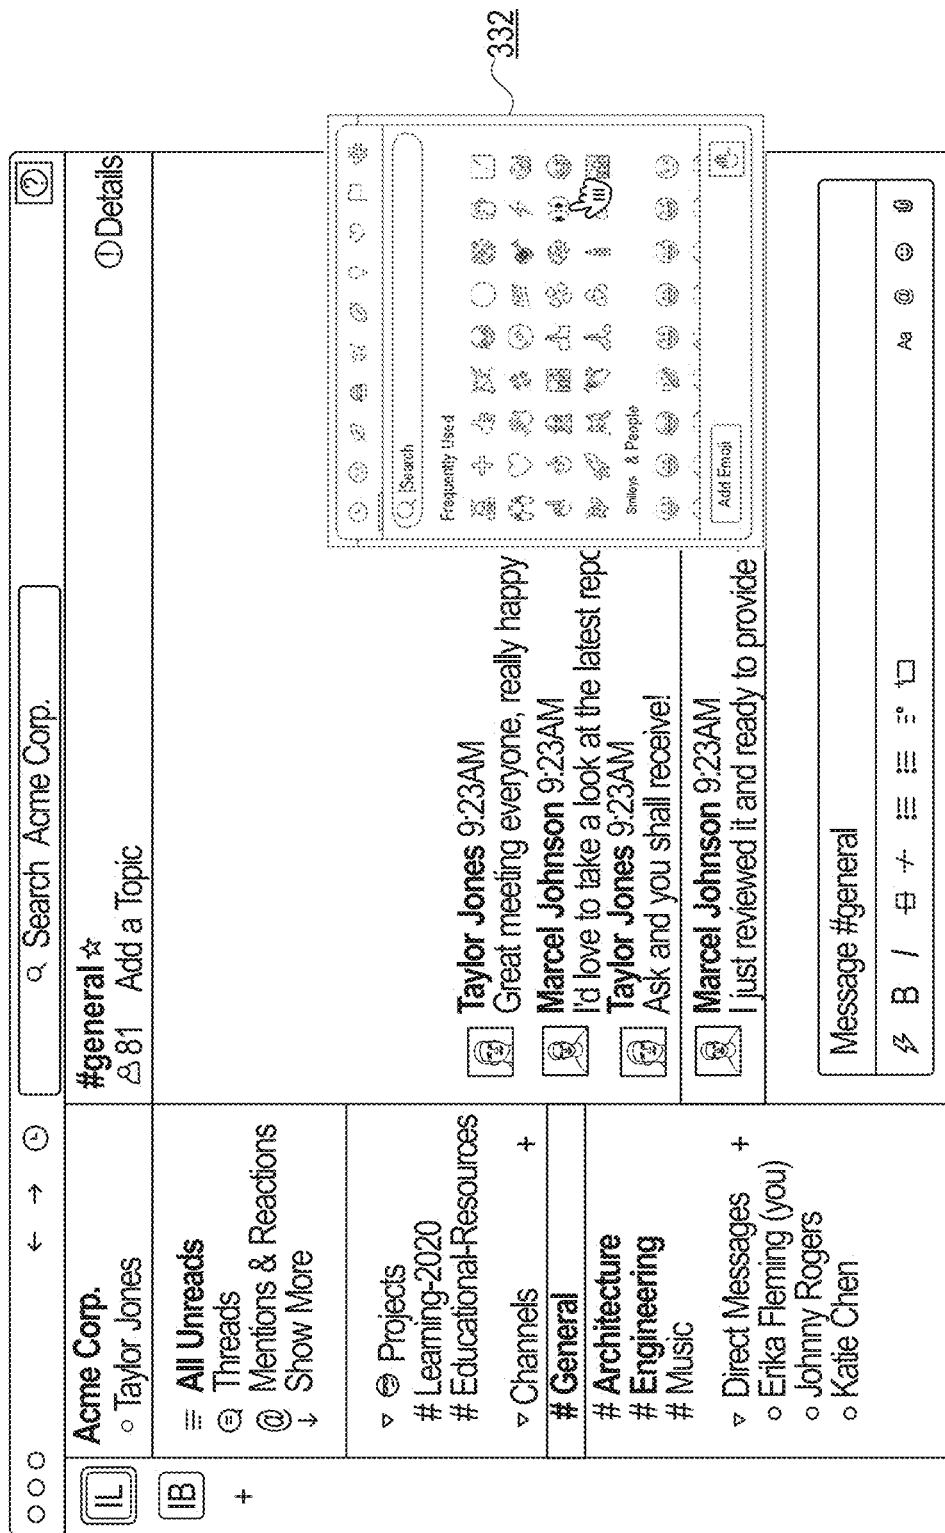 Search Acme Corp.
?
IL
IB
+
Acme Corp.
Taylor Jones
All Unreads
Threads
@ Mentions & Reactions
Show More
Projects
# Learning-2020
# Educational-Resources
Channels +
# General
# Architecture
# Engineering
# Music
Direct Messages +
Erika Fleming (you)
Johnny Rogers
Katie Chen
#general
81 Add a Topic
Details
Taylor Jones 9:23AM
Great meeting everyone, really happy
Marcel Johnson 9:23AM
I'd love to take a look at the latest repo
Taylor Jones 9:23AM
Ask and you shall receive!
Marcel Johnson 9:23AM
I just reviewed it and ready to provide
Search
Frequently Used
Smileys & People
Add Emoji
332
Message #general
B I Aa @